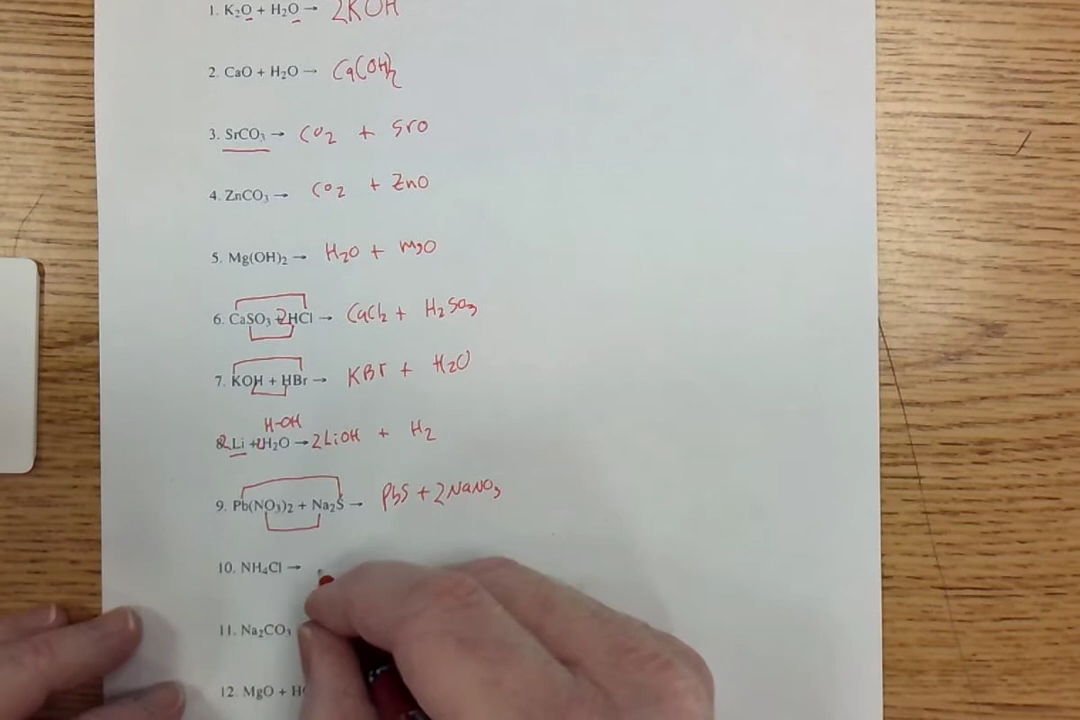 1. K₂O + H₂O → 2KOH
2. CaO + H₂O → Ca(OH)₂
3. SrCO₃ → CO₂ + SrO
4. ZnCO₃ → CO₂ + ZnO
5. Mg(OH)₂ → H₂O + MgO
6. CaSO₃ + 2HCl → CaCl₂ + H₂SO₃
7. KOH + HBr → KBr + H₂O
H-OH
8. 2Li + 2H₂O → 2LiOH + H₂
9. Pb(NO₃)₂ + Na₂S → PbS + 2NaNO₃
10. NH₄Cl →
11. Na₂CO₃
12. MgO + H